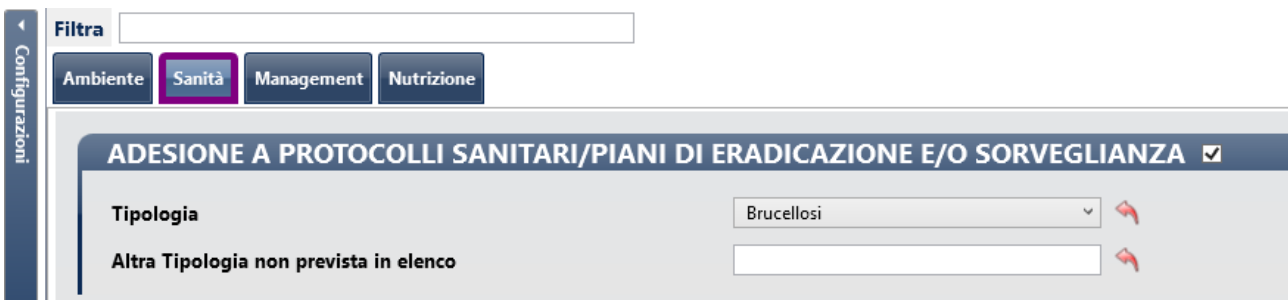 Configurazioni
Filtra
Ambiente Sanità Management Nutrizione
ADESIONE A PROTOCOLLI SANITARI/PIANI DI ERADICAZIONE E/O SORVEGLIANZA
Tipologia Brucellosi
Altra Tipologia non prevista in elenco